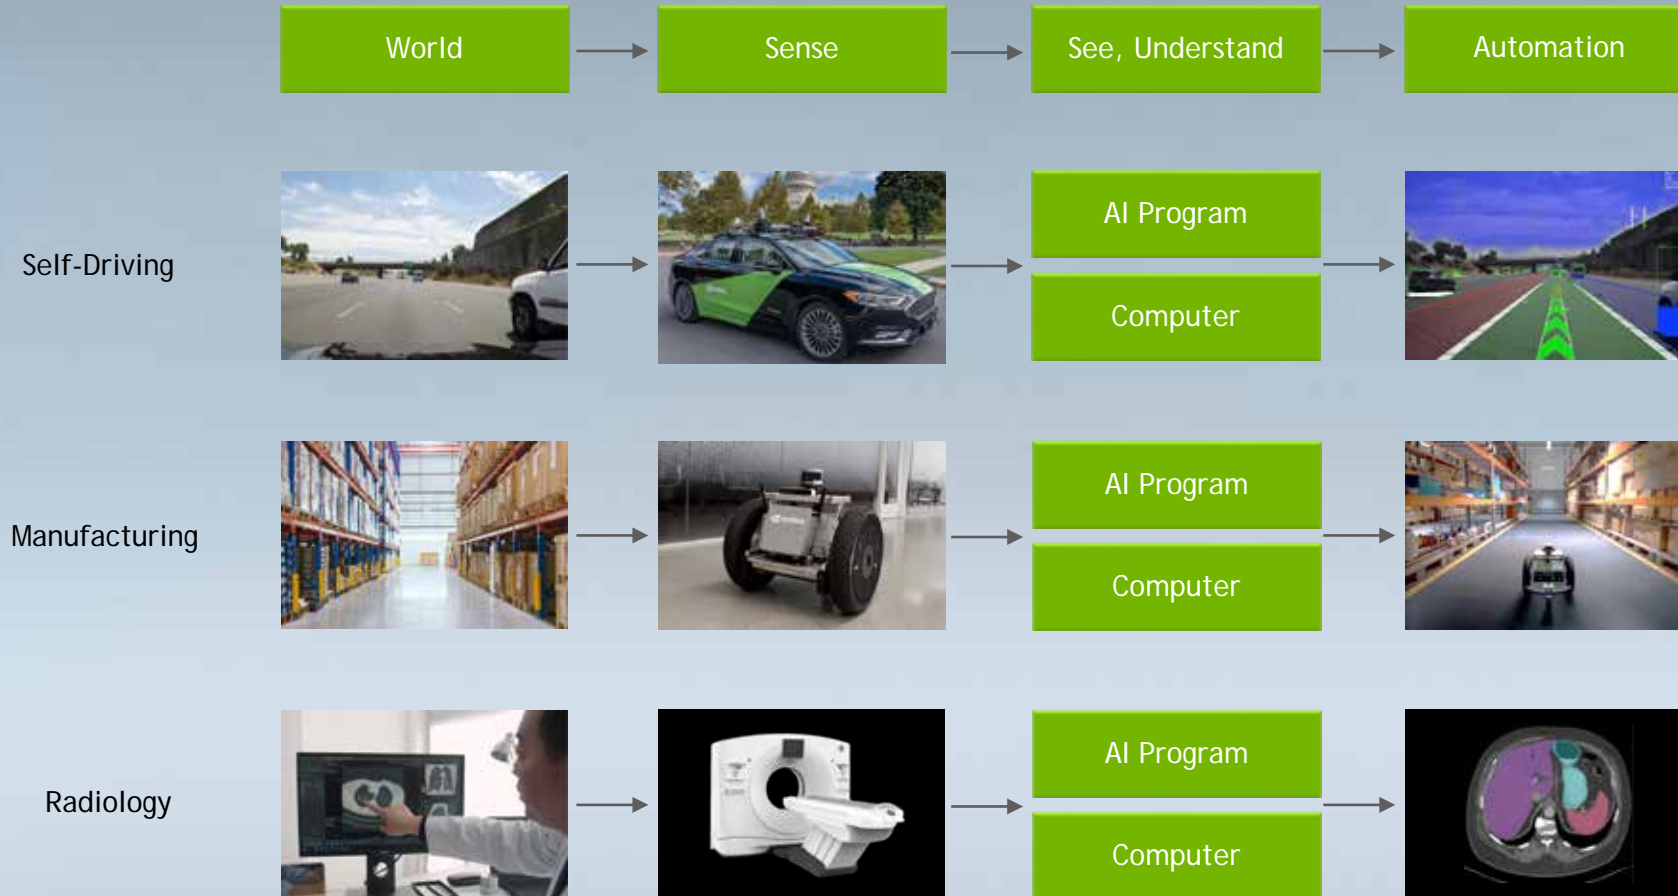 World
Sense
See, Understand
Automation
Self-Driving
AI Program
Computer
Manufacturing
AI Program
Computer
Radiology
AI Program
Computer